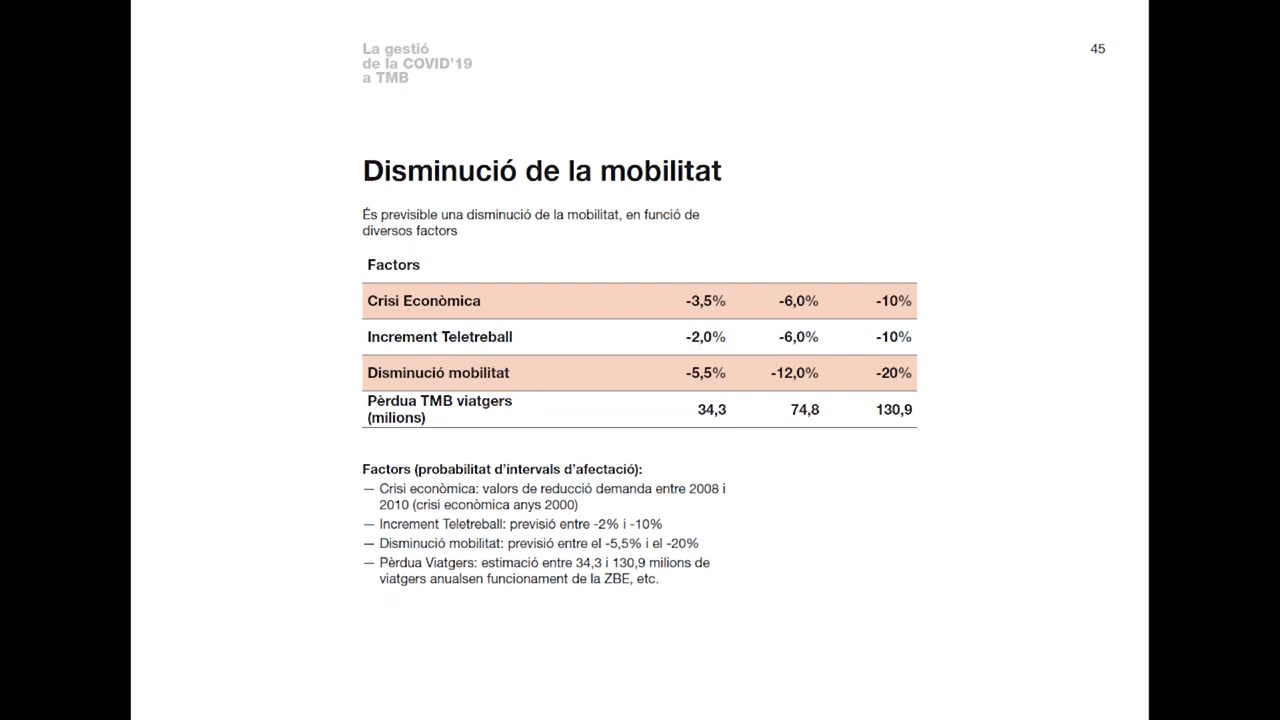 La gestió
de la COVID'19
a TMB
45
Disminució de la mobilitat
És previsible una disminució de la mobilitat, en funció de
diversos factors
Factors
Crisi Econòmica -3,5% -6,0% -10%
Increment Teletreball -2,0% -6,0% -10%
Disminució mobilitat -5,5% -12,0% -20%
Pèrdua TMB viatgers
(milions) 34,3 74,8 130,9
Factors (probabilitat d'intervals d'afectació):
— Crisi econòmica: valors de reducció demanda entre 2008 i
2010 (crisi econòmica anys 2000)
— Increment Teletreball: previsió entre -2% i -10%
— Disminució mobilitat: previsió entre el -5,5% i el -20%
— Pèrdua Viatgers: estimació entre 34,3 i 130,9 milions de
viatgers anualsen funcionament de la ZBE, etc.